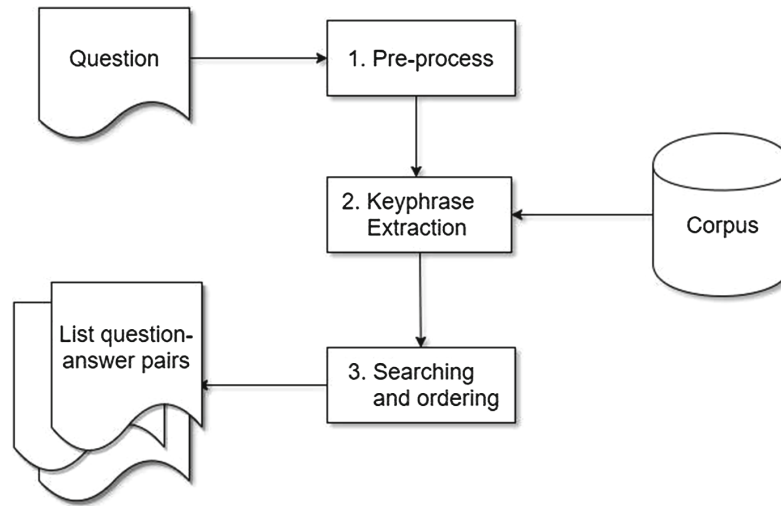 Question
1. Pre-process
2. Keyphrase
Extraction
Corpus
List question-
answer pairs
3. Searching
and ordering